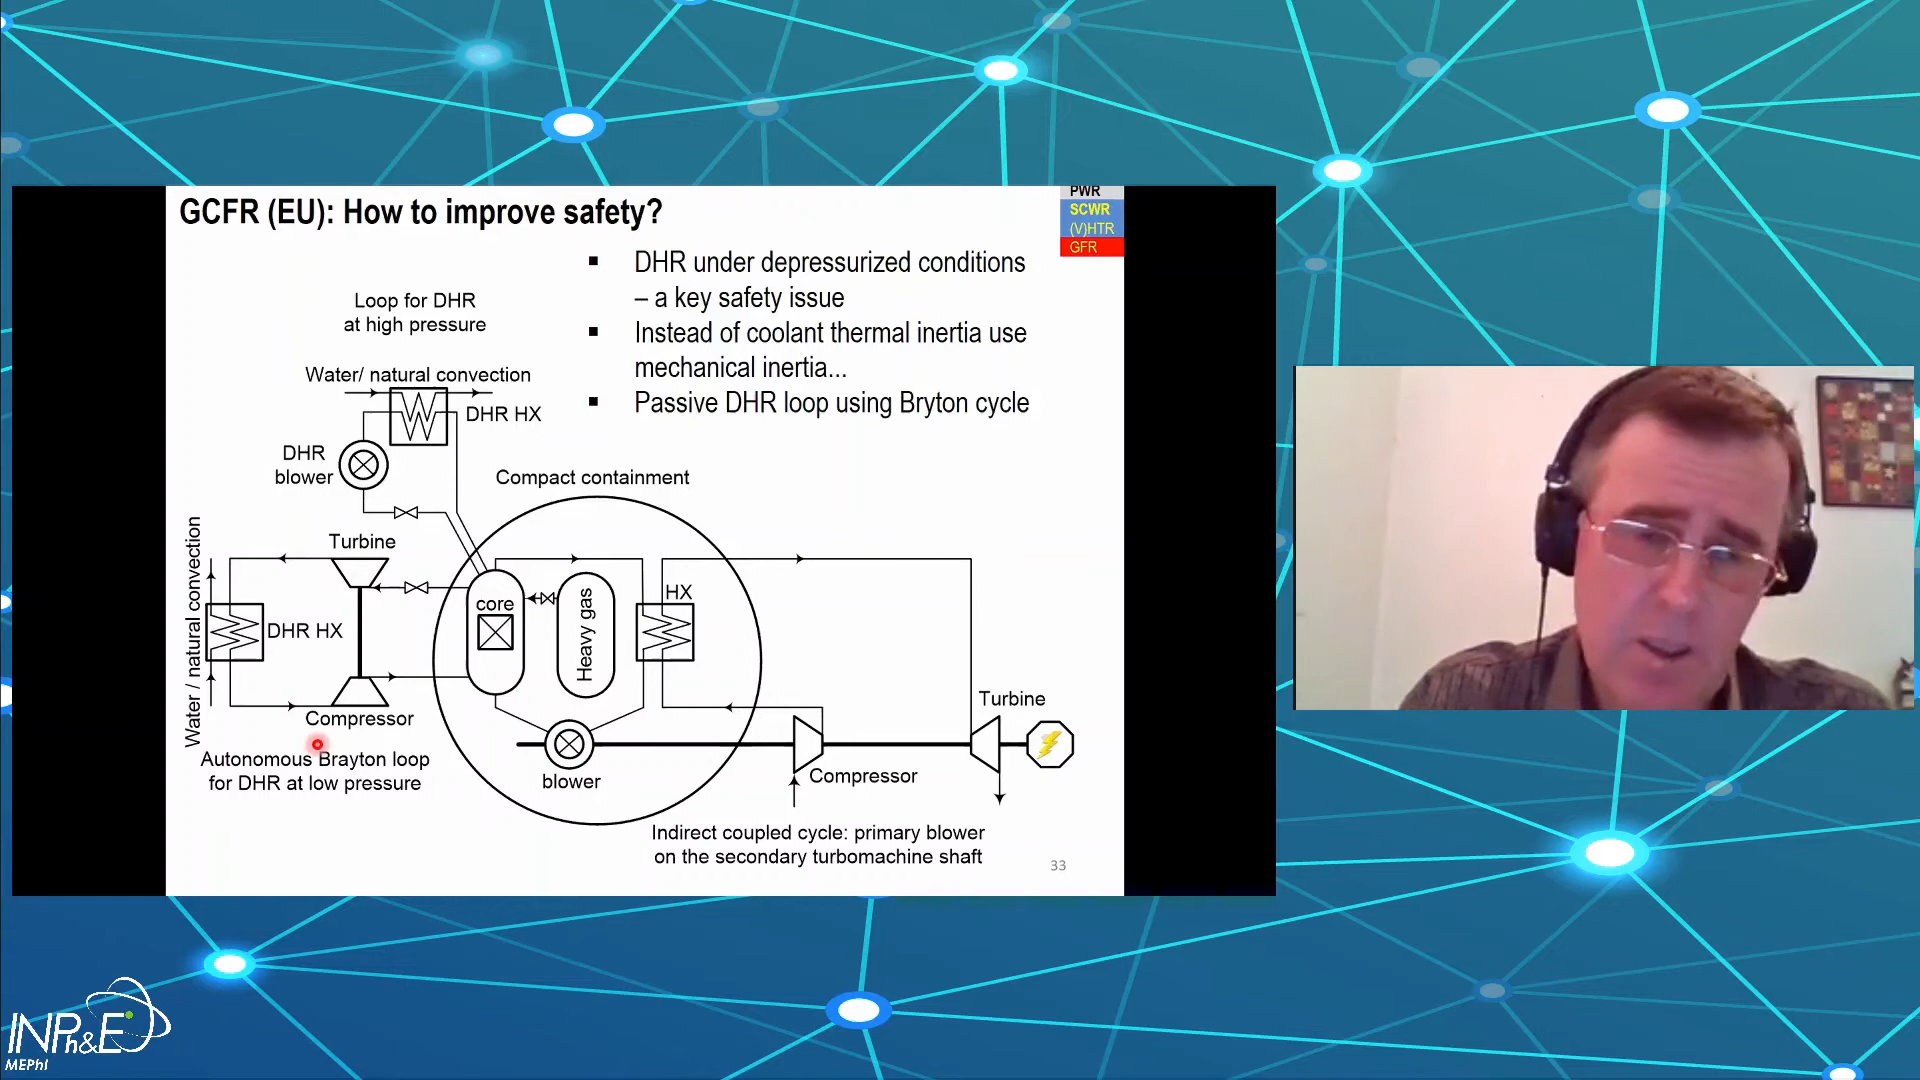 GCFR (EU): How to improve safety?
PWR
SCWR
(V)HTR
GFR
▪ DHR under depressurized conditions
– a key safety issue
▪ Instead of coolant thermal inertia use
mechanical inertia...
▪ Passive DHR loop using Bryton cycle
Loop for DHR
at high pressure
Water/ natural convection
DHR HX
DHR
blower
Compact containment
Turbine
Water / natural convection
DHR HX
core
Heavy gas
HX
Compressor
Autonomous Brayton loop
for DHR at low pressure
blower
Turbine
Compressor
Indirect coupled cycle: primary blower
on the secondary turbomachine shaft
33
INPh&E
MEPhI